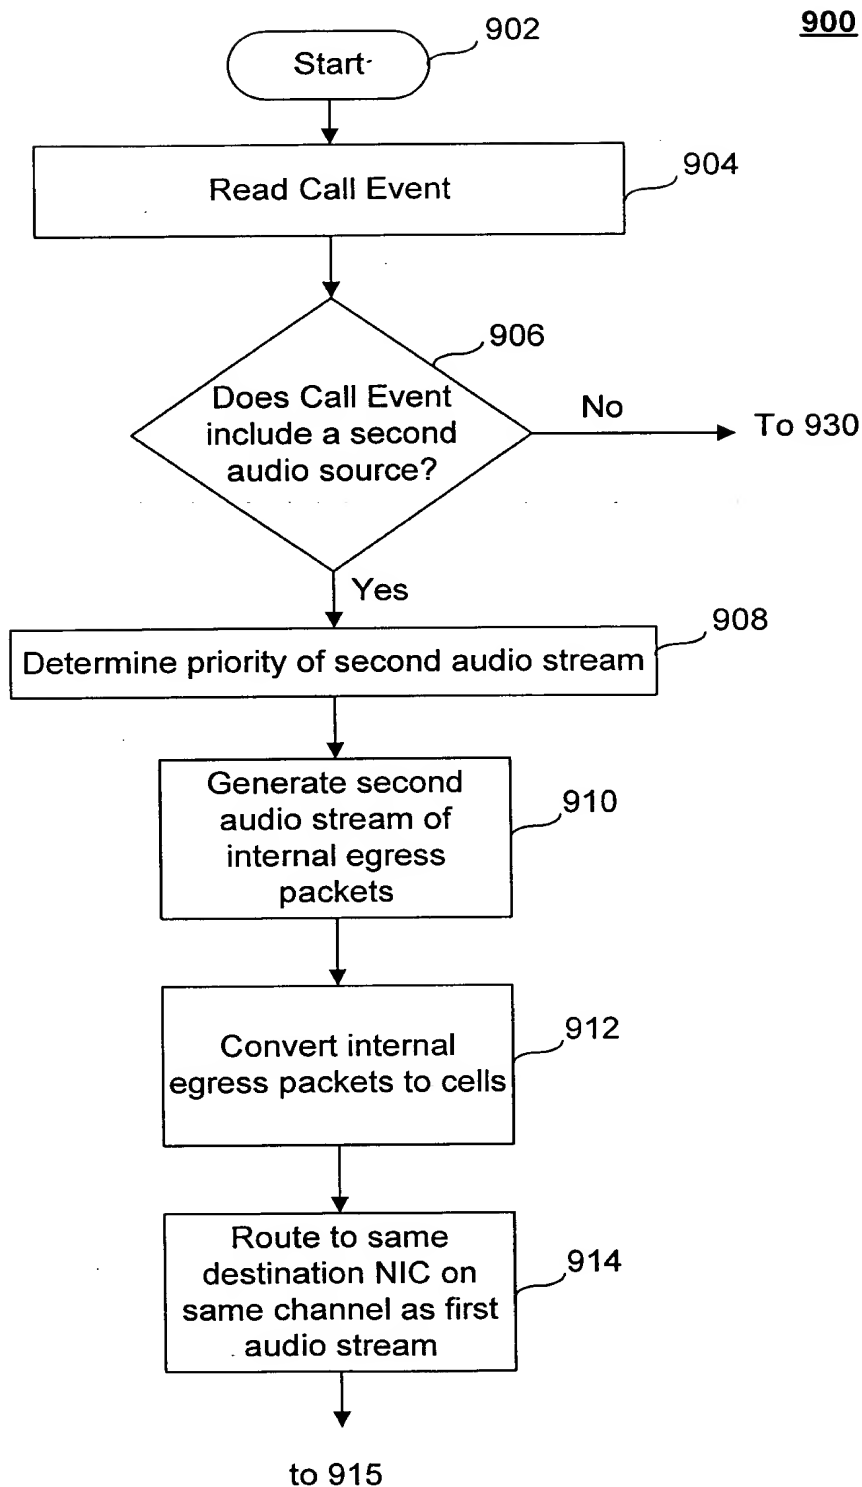 900
902
Start
Read Call Event
904
906
Does Call Event
include a second
audio source?
No
To 930
Yes
908
Determine priority of second audio stream
Generate second
audio stream of
internal egress
packets
910
Convert internal
egress packets to cells
912
Route to same
destination NIC on
same channel as first
audio stream
914
to 915